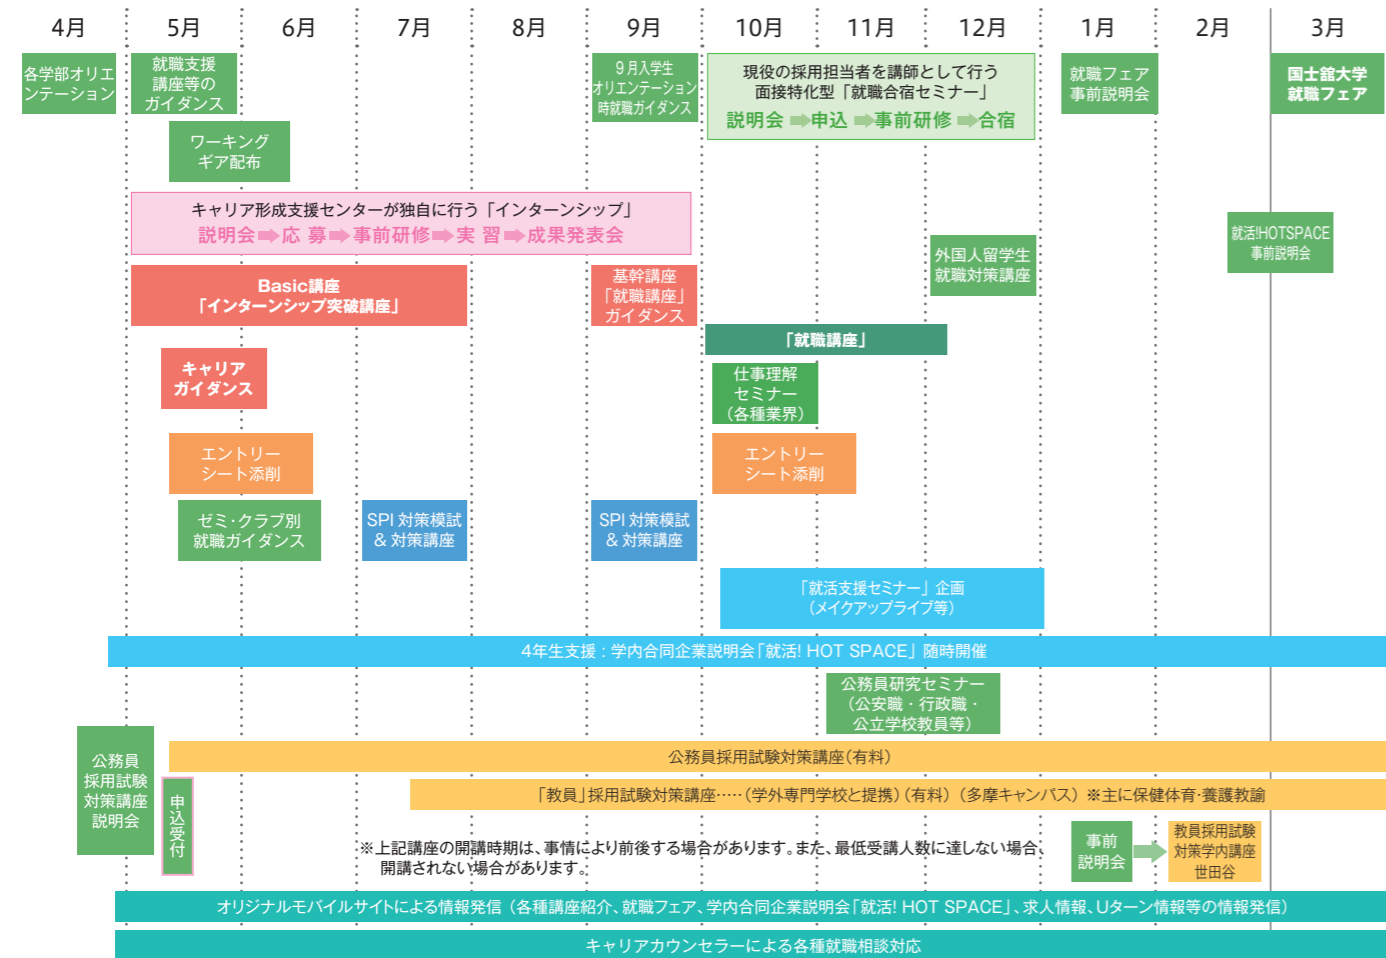 4月 5月 6月 7月 8月 9月 10月 11月 12月 1月 2月 3月
各学部オリエ
ンテーション
就職支援
講座等の
ガイダンス
9月入学生
オリエンテーション
時就職ガイダンス
現役の採用担当者を講師として行う
面接特化型「就職合宿セミナー」
説明会➡申込➡事前研修➡合宿
就職フェア
事前説明会
国士舘大学
就職フェア
ワーキング
ギア配布
キャリア形成支援センターが独自に行う「インターンシップ」
説明会➡応 募➡事前研修➡実 習➡成果発表会
就活!HOTSPACE
事前説明会
外国人留学生
就職対策講座
Basic講座
「インターンシップ突破講座」
基幹講座
「就職講座」
ガイダンス
「就職講座」
キャリア
ガイダンス
仕事理解
セミナー
（各種業界）
エントリー
シート添削
エントリー
シート添削
ゼミ・クラブ別
就職ガイダンス
SPI 対策模試
& 対策講座
SPI 対策模試
& 対策講座
「就活支援セミナー」企画
（メイクアップライブ等）
4年生支援：学内合同企業説明会「就活! HOT SPACE」 随時開催
公務員研究セミナー
（公安職・行政職・
公立学校教員等）
公務員
採用試験
対策講座
説明会
公務員採用試験対策講座（有料）
申込受付
「教員」採用試験対策講座……（学外専門学校と提携）（有料）（多摩キャンパス）※主に保健体育・養護教諭
※上記講座の開講時期は、事情により前後する場合があります。また、最低受講人数に達しない場合、
開講されない場合があります。
事前
説明会
教員採用試験
対策学内講座
世田谷
オリジナルモバイルサイトによる情報発信（各種講座紹介、就職フェア、学内合同企業説明会「就活! HOT SPACE」、求人情報、Uターン情報等の情報発信）
キャリアカウンセラーによる各種就職相談対応